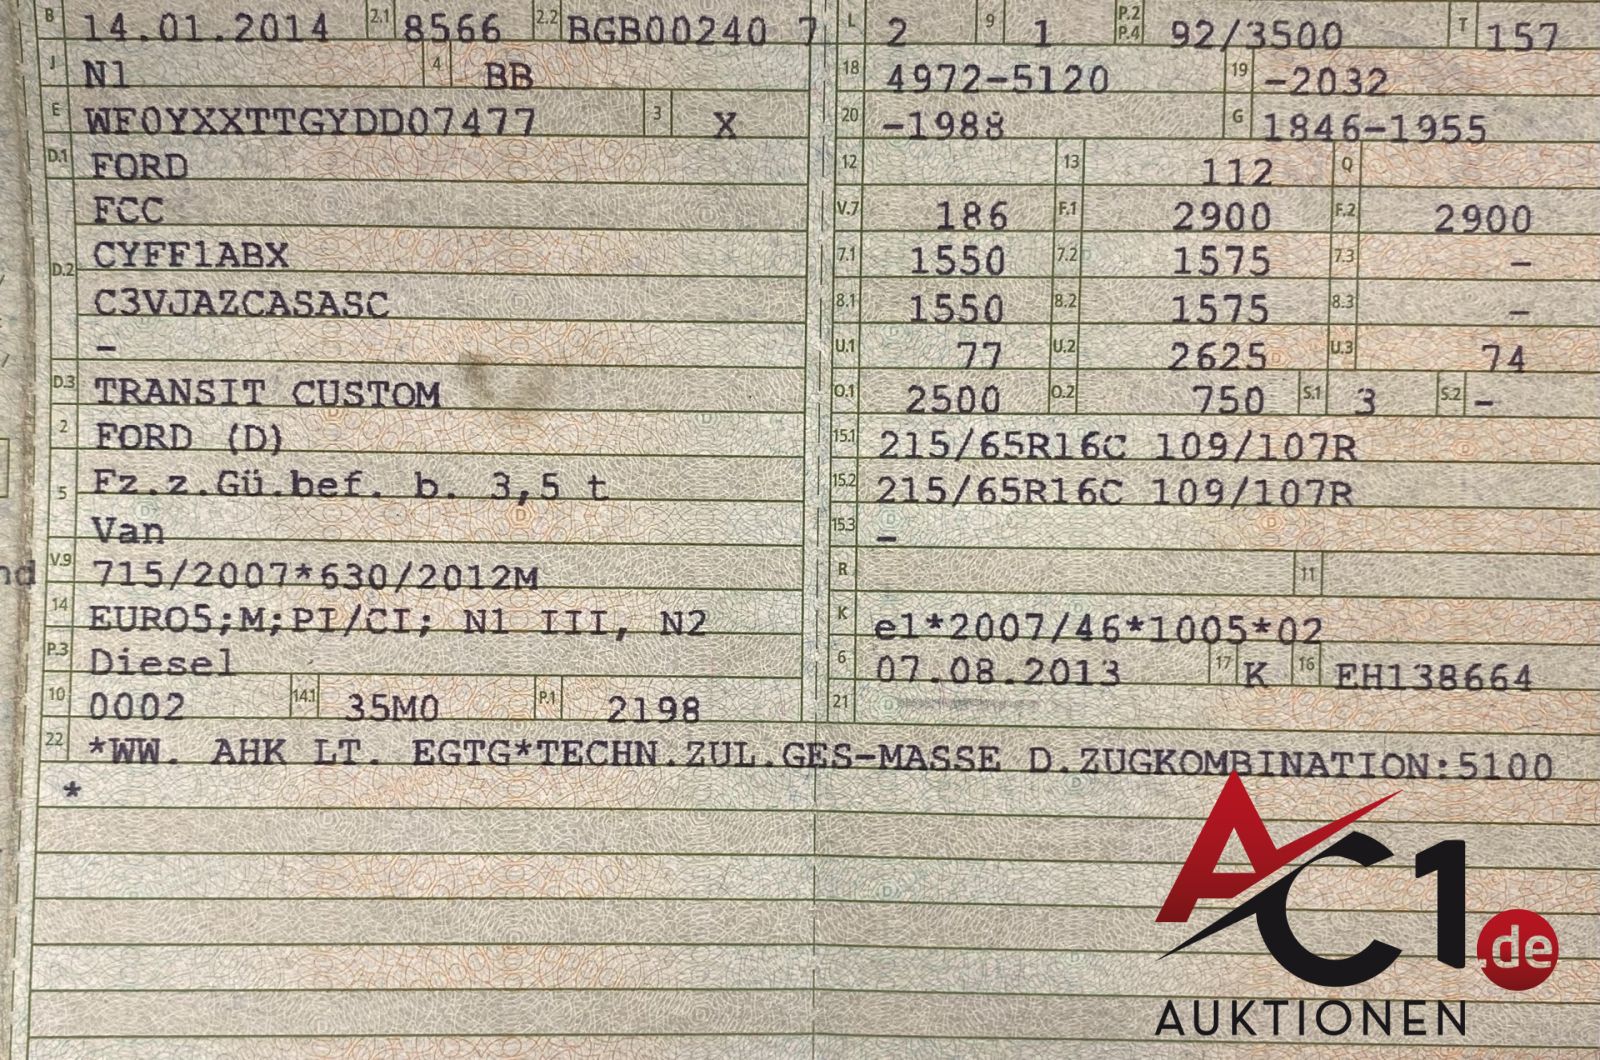 B 14.01.2014 2.1 8566 2.2 BGB00240 7
J N1 4 BB
E WF0YXXTTGYDD07477 3 X
D.1 FORD
FCC
D.2 CYFF1ABX
C3VJAZCASASC
-
D.3 TRANSIT CUSTOM
2 FORD (D)
5 Fz.z.Gü.bef. b. 3,5 t
Van
V.9 715/2007*630/2012M
14 EURO5;M;PI/CI; N1 III, N2
P.3 Diesel
10 0002 14.1 35M0 P.1 2198
L 2 9 1 P.2 P.4 92/3500 T 157
18 4972-5120 19 -2032
20 -1988 G 1846-1955
12 13 112 Q
V.7 186 F.1 2900 F.2 2900
7.1 1550 7.2 1575 7.3 -
8.1 1550 8.2 1575 8.3 -
U.1 77 U.2 2625 U.3 74
O.1 2500 O.2 750 S.1 3 S.2 -
15.1 215/65R16C 109/107R
15.2 215/65R16C 109/107R
15.3 -
R 11
K e1*2007/46*1005*02
6 07.08.2013 17 K 16 EH138664
21
22 *WW. AHK LT. EGTG*TECHN.ZUL.GES-MASSE D.ZUGKOMBINATION:5100
*
AC1.de
AUKTIONEN